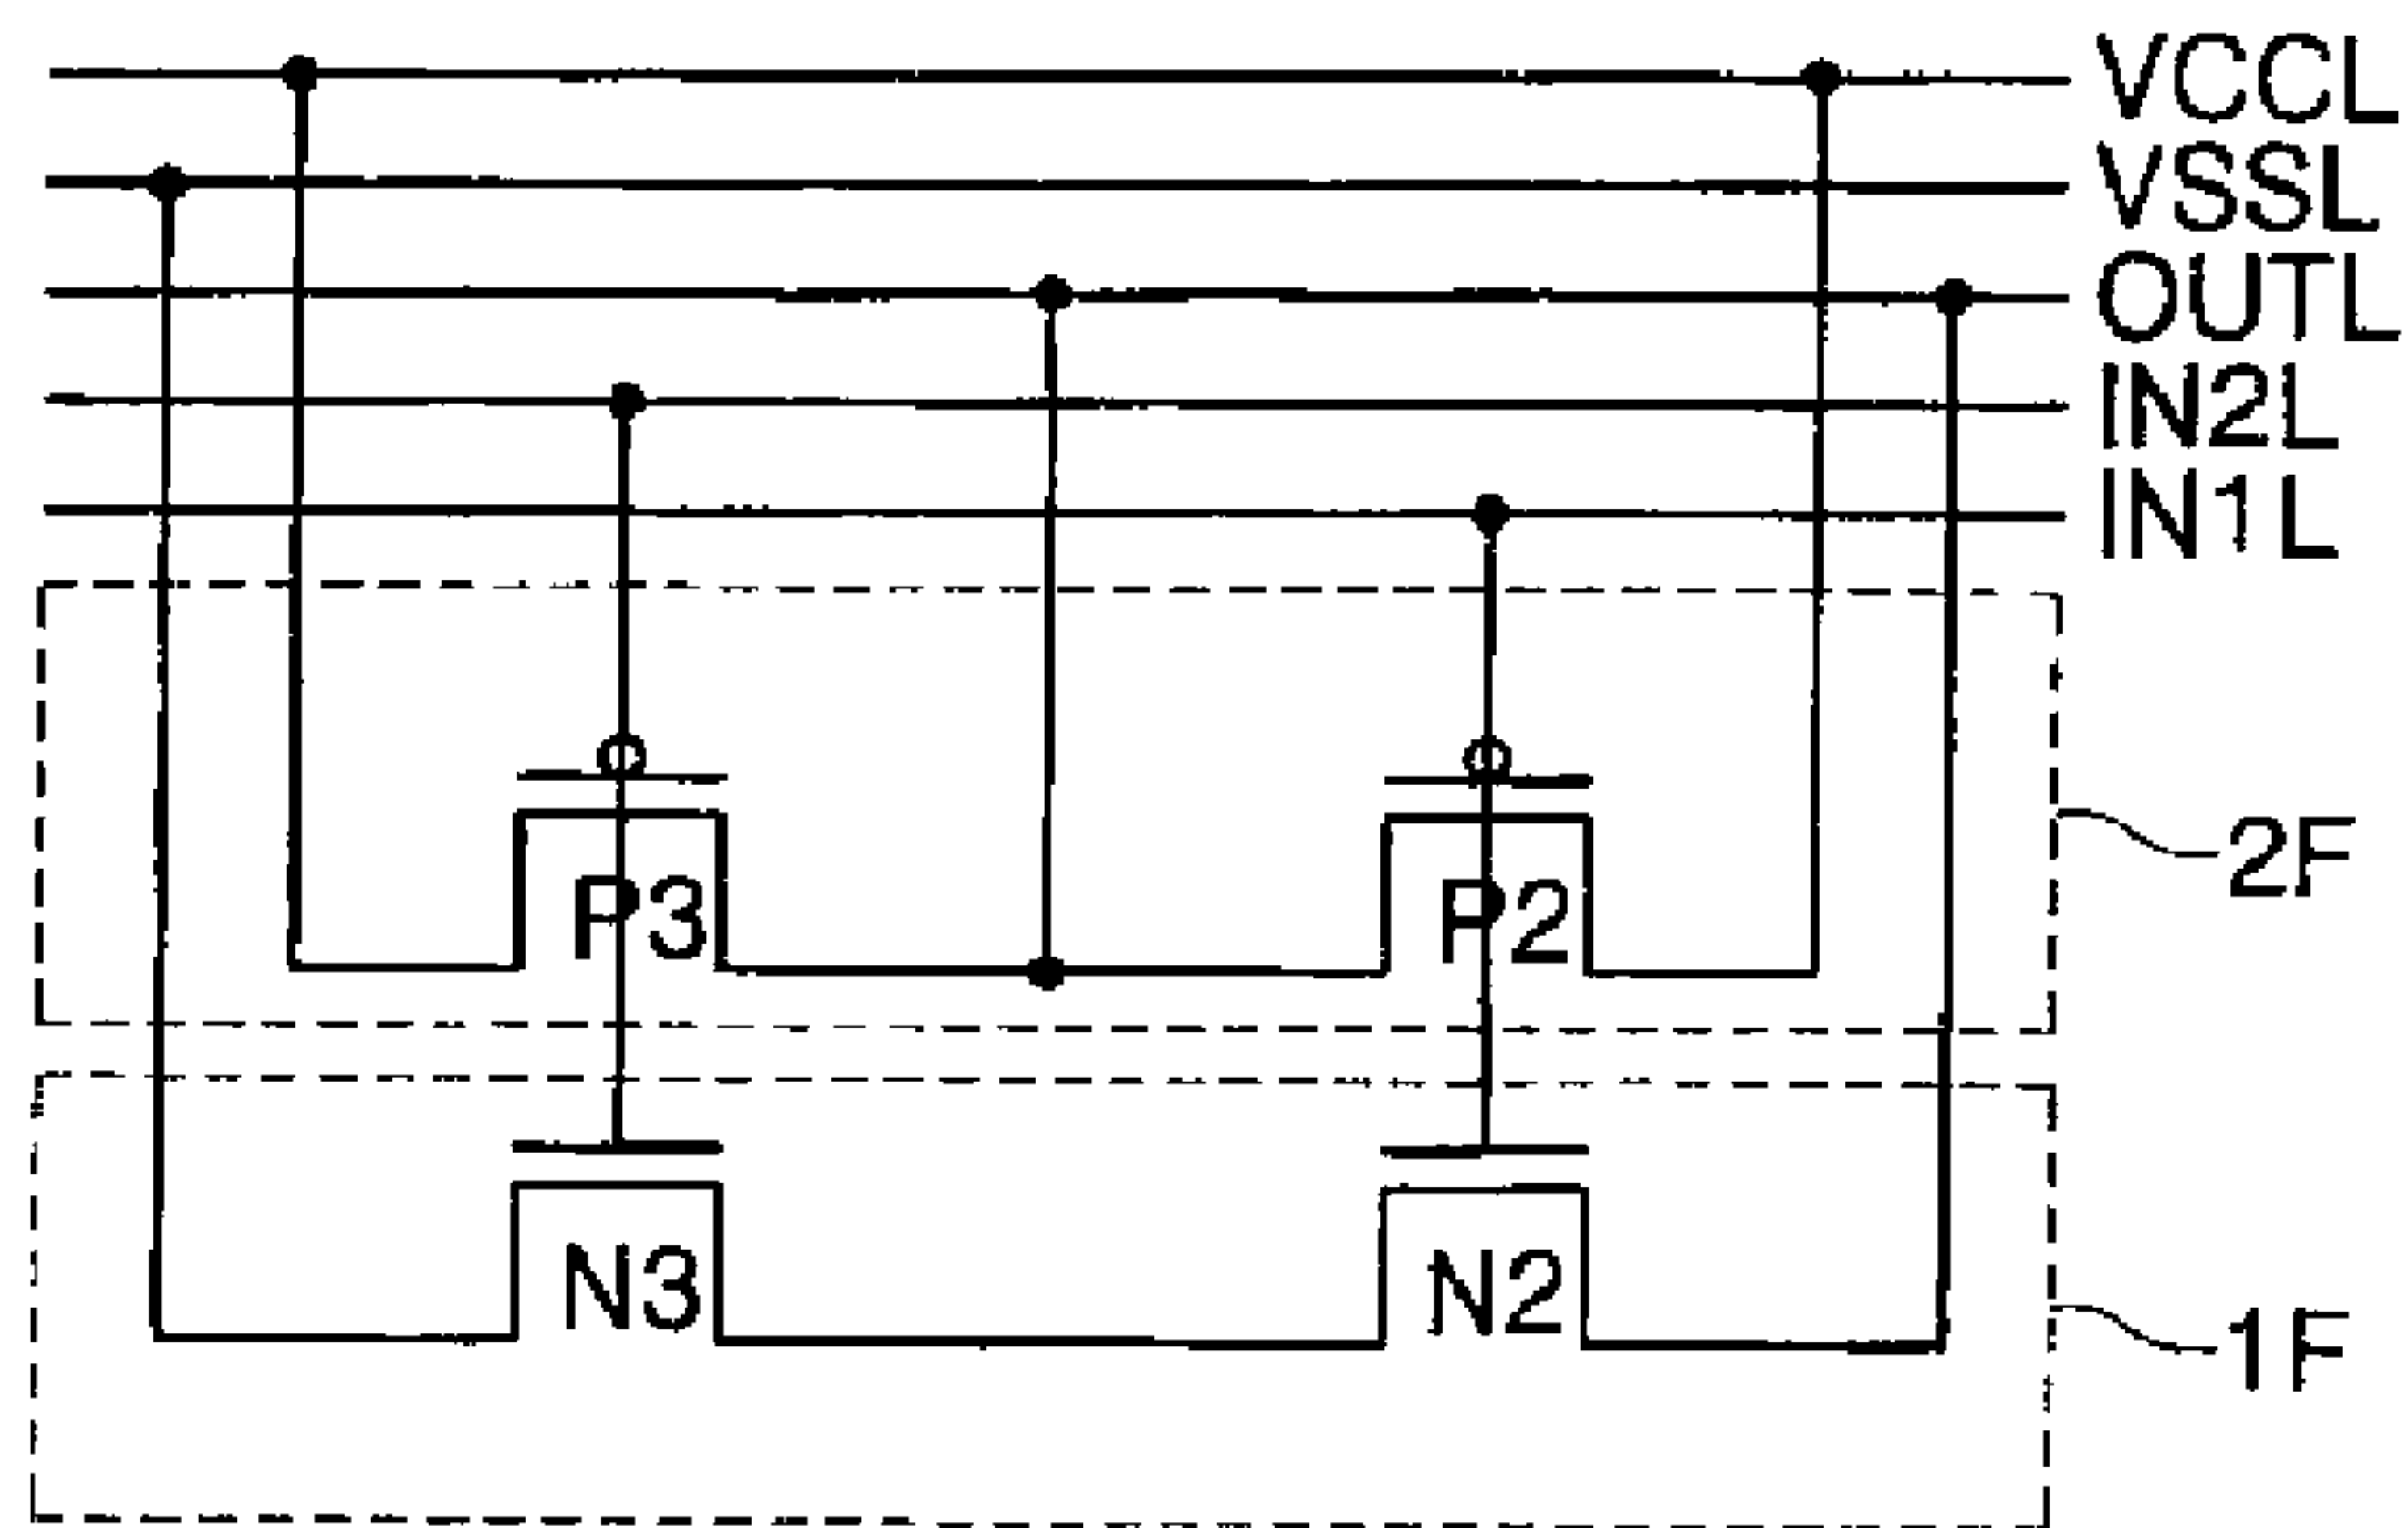 VCCL
VSSL
OUTL
IN2L
IN1L
P3
P2
2F
N3
N2
1F